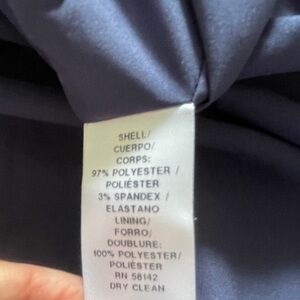 SHELL/
CUERPO/
CORPS:
97% POLYESTER /
POLIÉSTER
3% SPANDEX /
ELASTANO
LINING/
FORRO/
DOUBLURE:
100% POLYESTER/
POLIÉSTER
RN 58142
DRY CLEAN